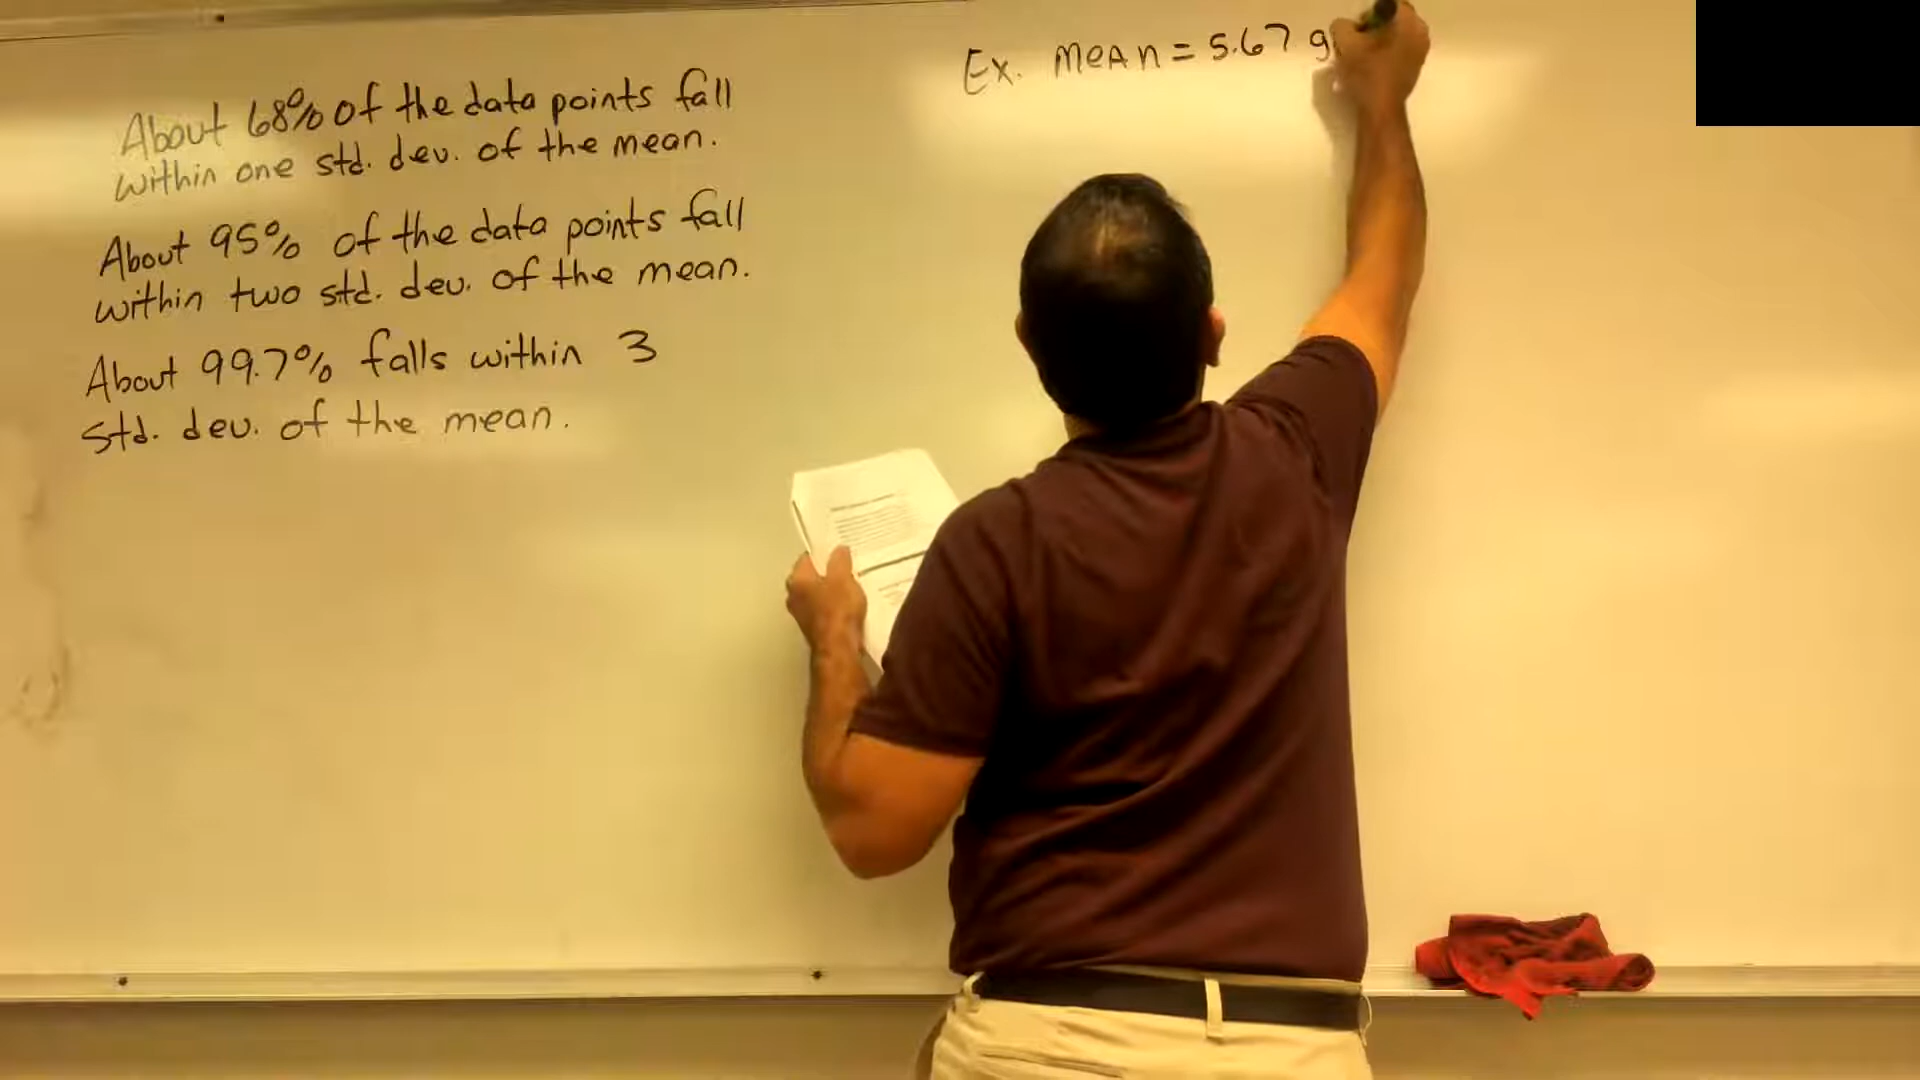 About 68% of the data points fall
within one std. dev. of the mean.
About 95% of the data points fall
within two std. dev. of the mean.
About 99.7% falls within 3
std. dev. of the mean.
Ex. mean = 5.67 g